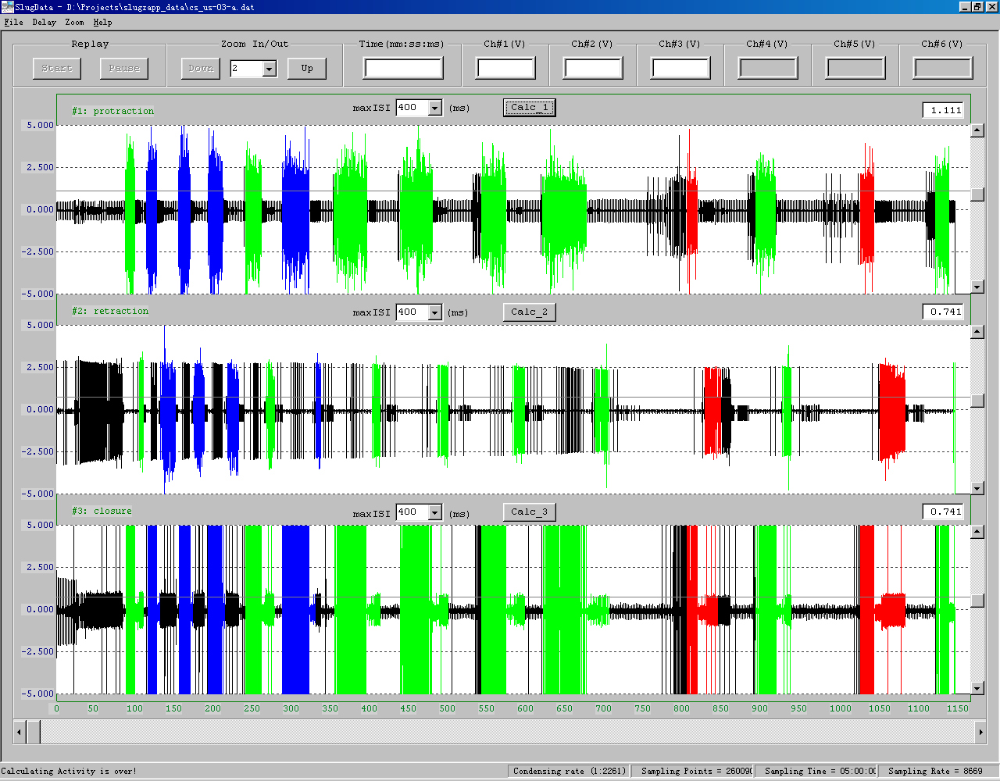 SlugData - D:\Projects\slugzapp_data\cs_us-03-a.dat
File Delay Zoom Help
Replay Zoom In/Out Time(mm:ss:ms) Ch#1(V) Ch#2(V) Ch#3(V) Ch#4(V) Ch#5(V) Ch#6(V)
Start Pause Down 2 Up
#1: protraction maxISI 400 (ms) Calc_1 1.111
5.000
2.500
0.000
-2.500
-5.000
#2: retraction maxISI 400 (ms) Calc_2 0.741
5.000
2.500
0.000
-2.500
-5.000
#3: closure maxISI 400 (ms) Calc_3 0.741
5.000
2.500
0.000
-2.500
-5.000
0 50 100 150 200 250 300 350 400 450 500 550 600 650 700 750 800 850 900 950 1000 1050 1100 1150
Calculating Activity is over! Condensing rate (1:2261) Sampling Points = 26009 Sampling Time = 05:00:0 Sampling Rate = 8669